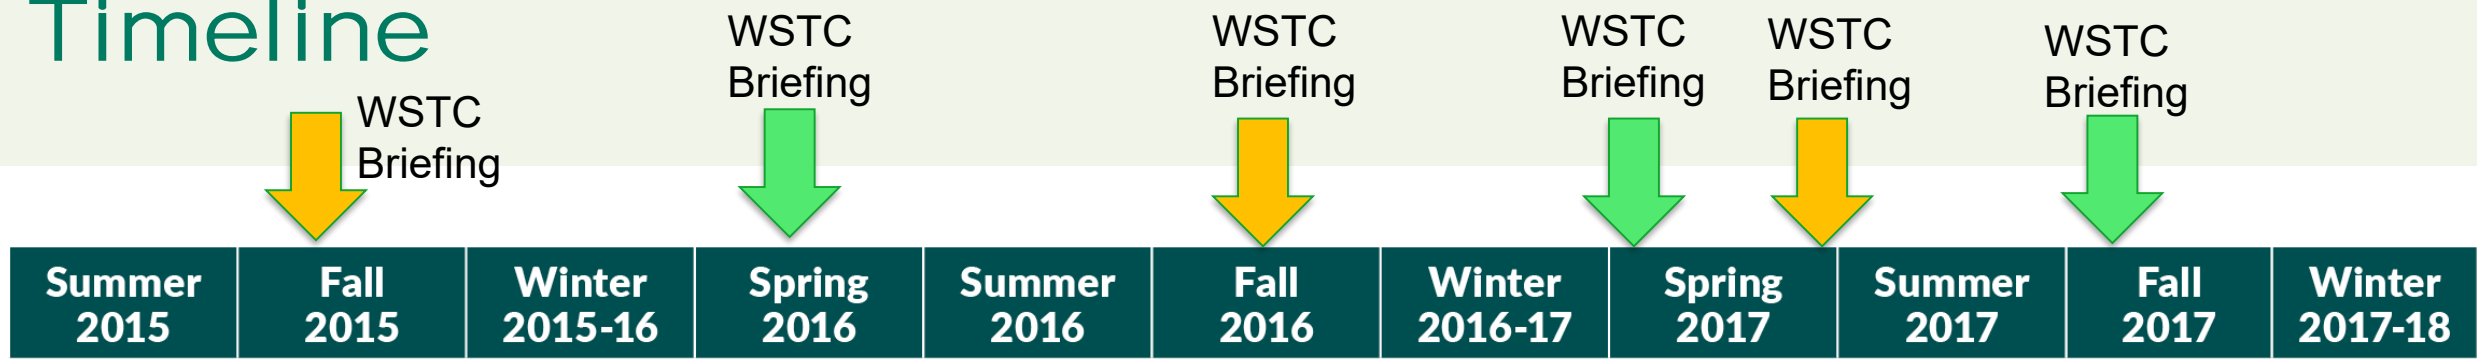 Timeline
WSTC
Briefing
WSTC
Briefing
WSTC
Briefing
WSTC
Briefing
WSTC
Briefing
WSTC
Briefing
Summer
2015
Fall
2015
Winter
2015-16
Spring
2016
Summer
2016
Fall
2016
Winter
2016-17
Spring
2017
Summer
2017
Fall
2017
Winter
2017-18